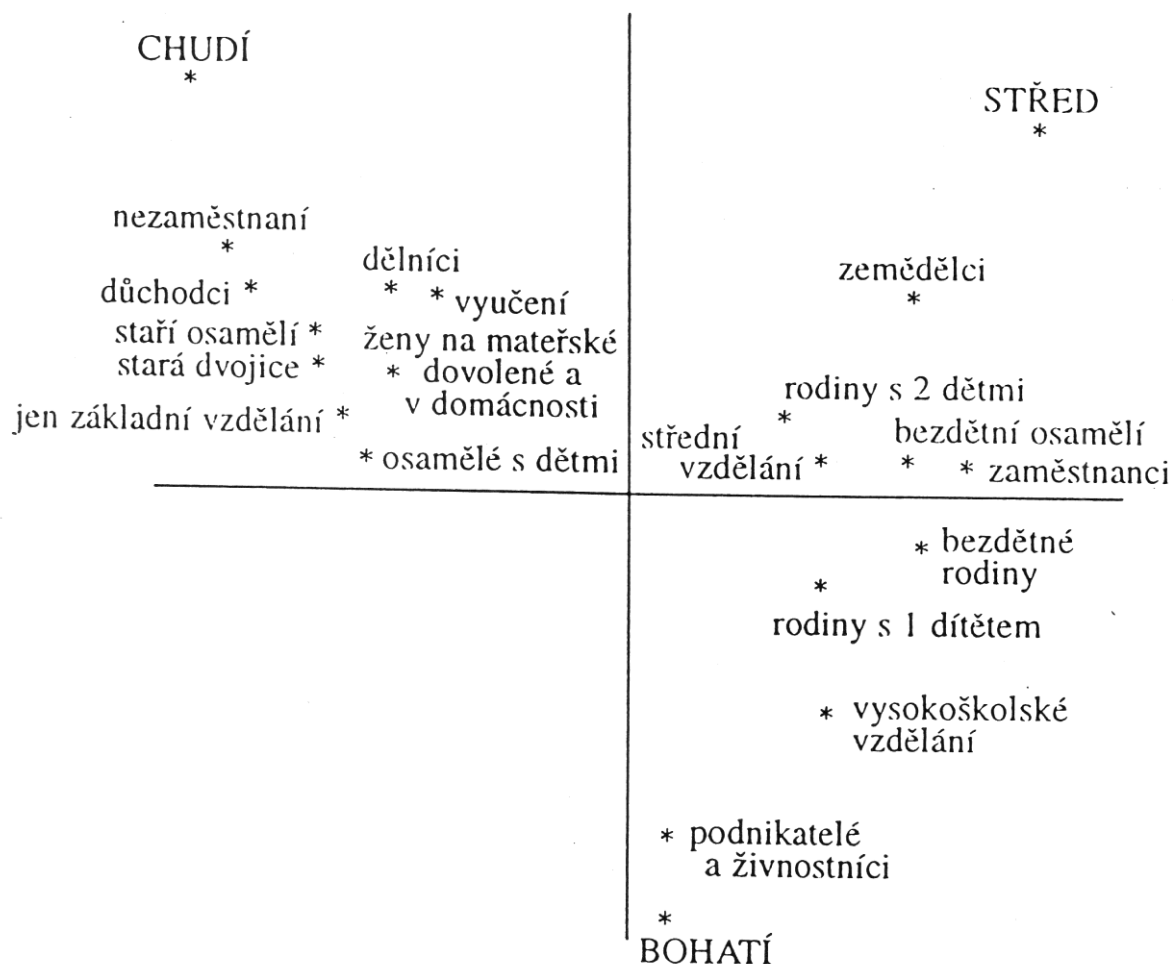 CHUDÍ
*
STŘED
*
nezaměstnaní
*
dělníci
*
zemědělci
*
důchodci *
* vyučení
staří osamělí *
ženy na mateřské
stará dvojice *
* dovolené a
v domácnosti
rodiny s 2 dětmi
*
jen základní vzdělání *
* osamělé s dětmi
střední
vzdělání *
bezdětní osamělí
*
* zaměstnanci
* bezdětné
rodiny
*
rodiny s 1 dítětem
* vysokoškolské
vzdělání
* podnikatelé
a živnostníci
*
BOHATÍ